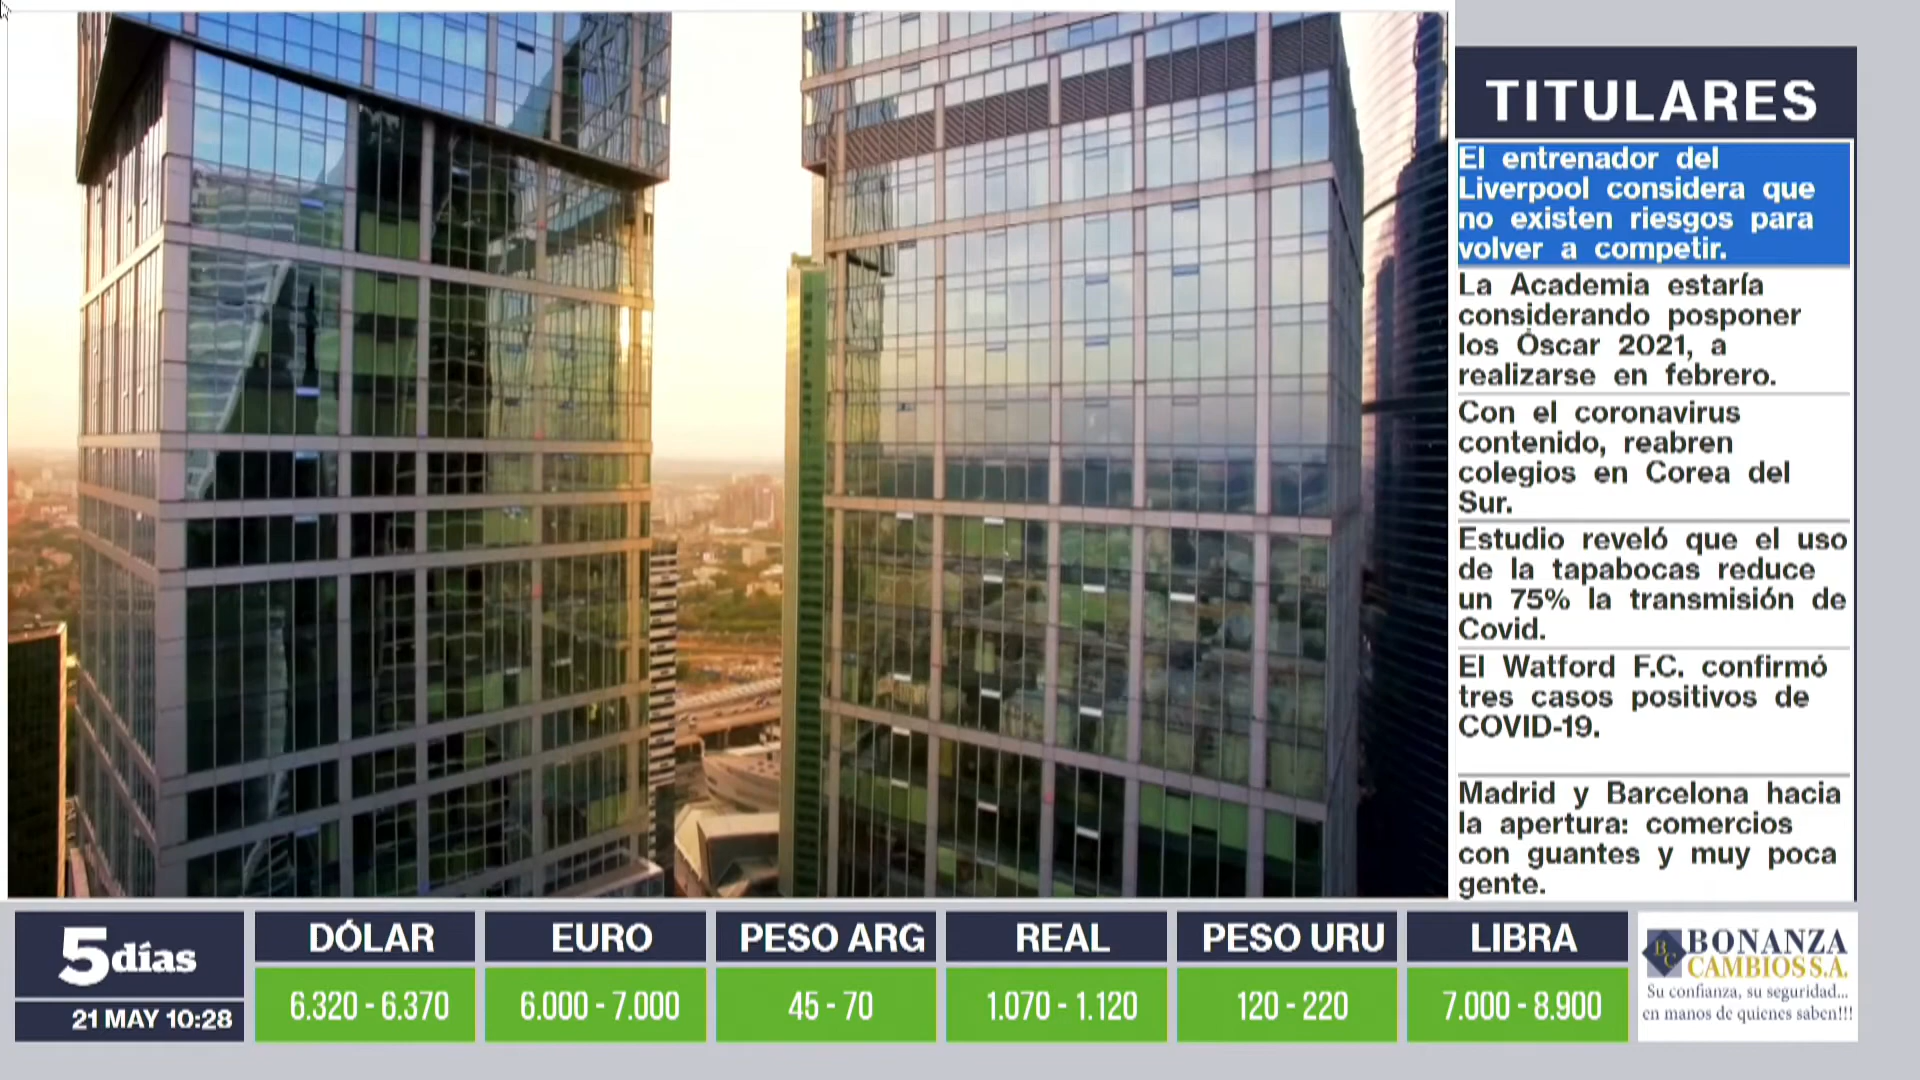 TITULARES
El entrenador del
Liverpool considera que
no existen riesgos para
volver a competir.
La Academia estaría
considerando posponer
los Óscar 2021, a
realizarse en febrero.
Con el coronavirus
contenido, reabren
colegios en Corea del
Sur.
Estudio reveló que el uso
de la tapabocas reduce
un 75% la transmisión de
Covid.
El Watford F.C. confirmó
tres casos positivos de
COVID-19.
Madrid y Barcelona hacia
la apertura: comercios
con guantes y muy poca
gente.
5días
21 MAY 10:28
DÓLAR
6.320 - 6.370
EURO
6.000 - 7.000
PESO ARG
45 - 70
REAL
1.070 - 1.120
PESO URU
120 - 220
LIBRA
7.000 - 8.900
BC
BONANZA
CAMBIOS S.A.
Su confianza, su seguridad...
en manos de quienes saben!!!